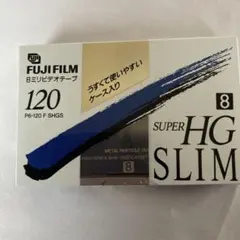 FUJI FILM
8ミリビデオテープ
120
P6-120 F SHGS
うすくて使いやすい
ケース入り
8
SUPER HG
SLIM
8